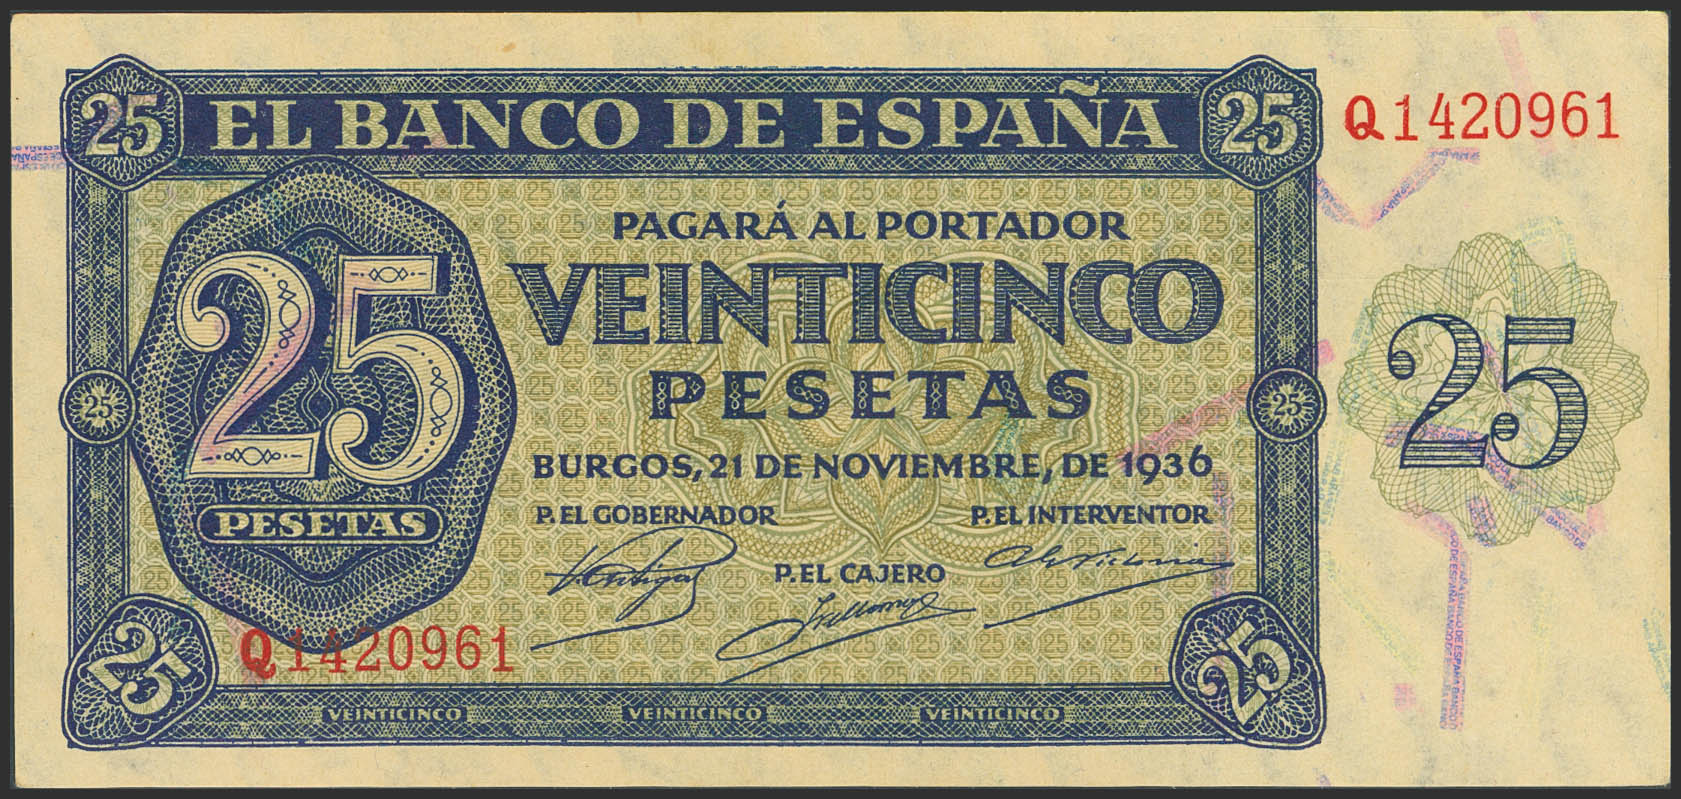 25 EL BANCO DE ESPAÑA 25
Q1420961
PAGARÁ AL PORTADOR
VEINTICINCO
PESETAS
25
25
25
25
BURGOS, 21 DE NOVIEMBRE, DE 1936
PESETAS
P. EL GOBERNADOR
P. EL INTERVENTOR
P. EL CAJERO
Q1420961
25
25
VEINTICINCO VEINTICINCO VEINTICINCO